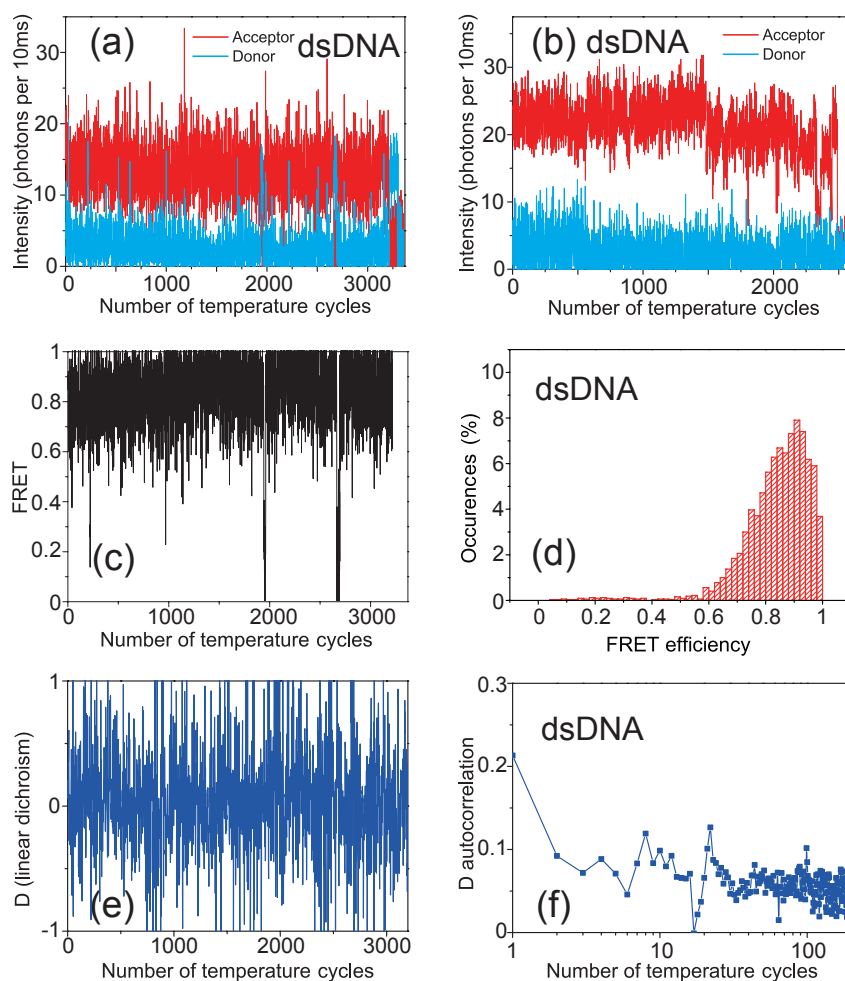 (a)
Acceptor
Donor
dsDNA
Intensity (photons per 10ms)
30
20
10
0
0 1000 2000 3000
Number of temperature cycles
(b)
dsDNA
Acceptor
Donor
Intensity (photons per 10ms)
30
20
10
0
0 1000 2000
Number of temperature cycles
(c)
FRET
1
0.8
0.6
0.4
0.2
0
0 1000 2000 3000
Number of temperature cycles
dsDNA
(d)
Occurences (%)
10
8
6
4
2
0
0 0.2 0.4 0.6 0.8 1
FRET efficiency
(e)
D (linear dichroism)
1
0
-1
0 1000 2000 3000
Number of temperature cycles
dsDNA
(f)
D autocorrelation
0.3
0.2
0.1
0
1 10 100
Number of temperature cycles